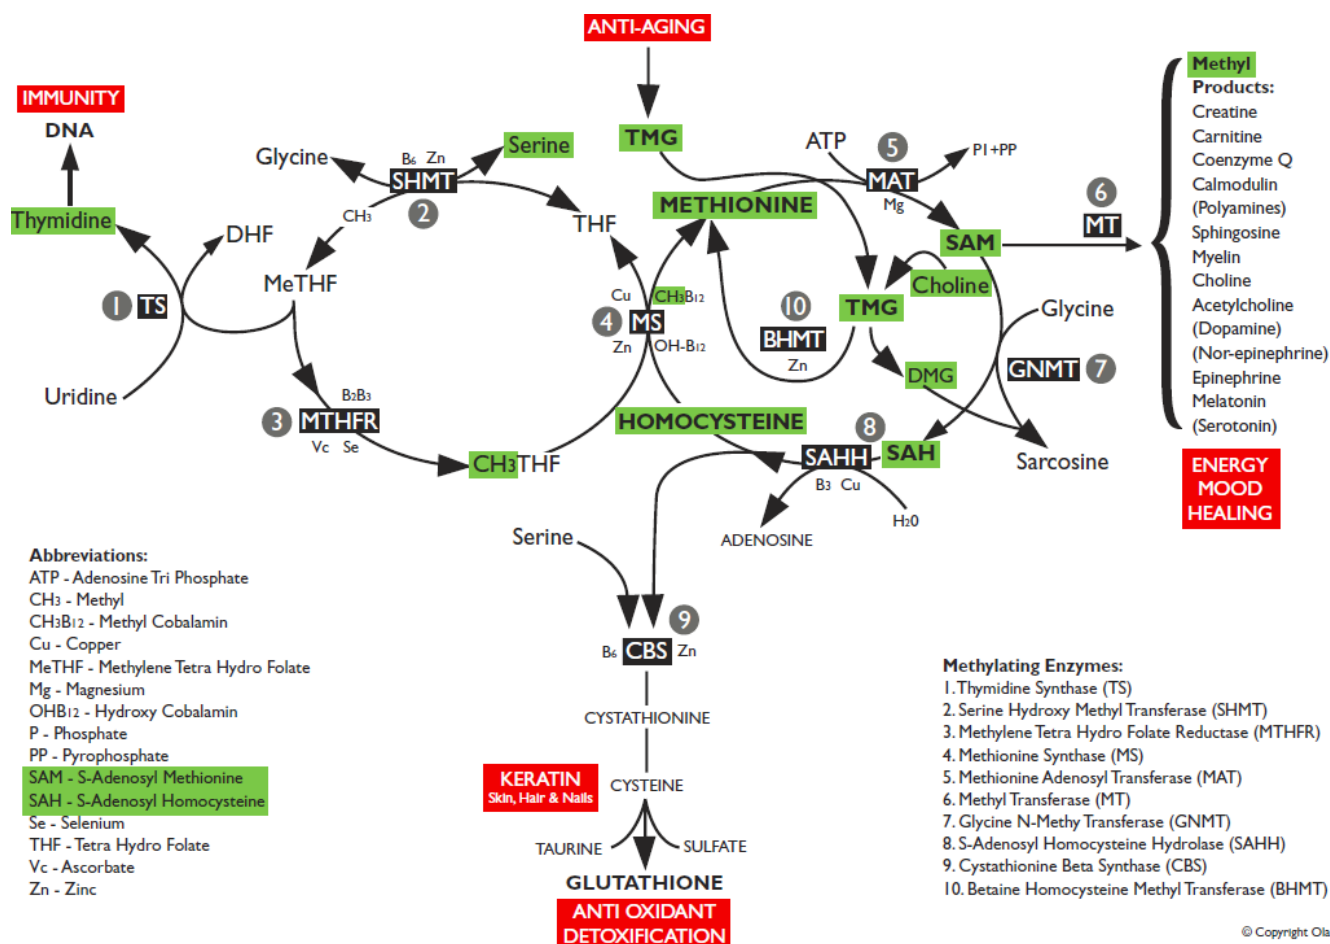 ANTI-AGING
IMMUNITY
DNA
Thymidine
DHF
Glycine
B₆ Zn
SHMT
2
Serine
CH₃
MeTHF
1 TS
Uridine
B₂B₃
3 MTHFR
Vc Se
CH₃THF
THF
Cu CH₃B₁₂
4 MS
Zn OH-B₁₂
TMG
METHIONINE
ATP
5
MAT
Mg
P1+PP
SAM
6
MT
Choline
TMG
10
BHMT
Zn
DMG
Glycine
GNMT 7
Sarcosine
HOMOCYSTEINE
8
SAHH
B₃ Cu
SAH
H₂0
ADENOSINE
Serine
9
B₆ CBS Zn
CYSTATHIONINE
CYSTEINE
KERATIN
Skin, Hair & Nails
TAURINE
SULFATE
GLUTATHIONE
ANTI OXIDANT
DETOXIFICATION
Methyl
Products:
Creatine
Carnitine
Coenzyme Q
Calmodulin
(Polyamines)
Sphingosine
Myelin
Choline
Acetylcholine
(Dopamine)
(Nor-epinephrine)
Epinephrine
Melatonin
(Serotonin)
ENERGY
MOOD
HEALING
Abbreviations:
ATP - Adenosine Tri Phosphate
CH₃ - Methyl
CH₃B₁₂ - Methyl Cobalamin
Cu - Copper
MeTHF - Methylene Tetra Hydro Folate
Mg - Magnesium
OHB₁₂ - Hydroxy Cobalamin
P - Phosphate
PP - Pyrophosphate
SAM - S-Adenosyl Methionine
SAH - S-Adenosyl Homocysteine
Se - Selenium
THF - Tetra Hydro Folate
Vc - Ascorbate
Zn - Zinc
Methylating Enzymes:
1. Thymidine Synthase (TS)
2. Serine Hydroxy Methyl Transferase (SHMT)
3. Methylene Tetra Hydro Folate Reductase (MTHFR)
4. Methionine Synthase (MS)
5. Methionine Adenosyl Transferase (MAT)
6. Methyl Transferase (MT)
7. Glycine N-Methy Transferase (GNMT)
8. S-Adenosyl Homocysteine Hydrolase (SAHH)
9. Cystathionine Beta Synthase (CBS)
10. Betaine Homocysteine Methyl Transferase (BHMT)
© Copyright Ola